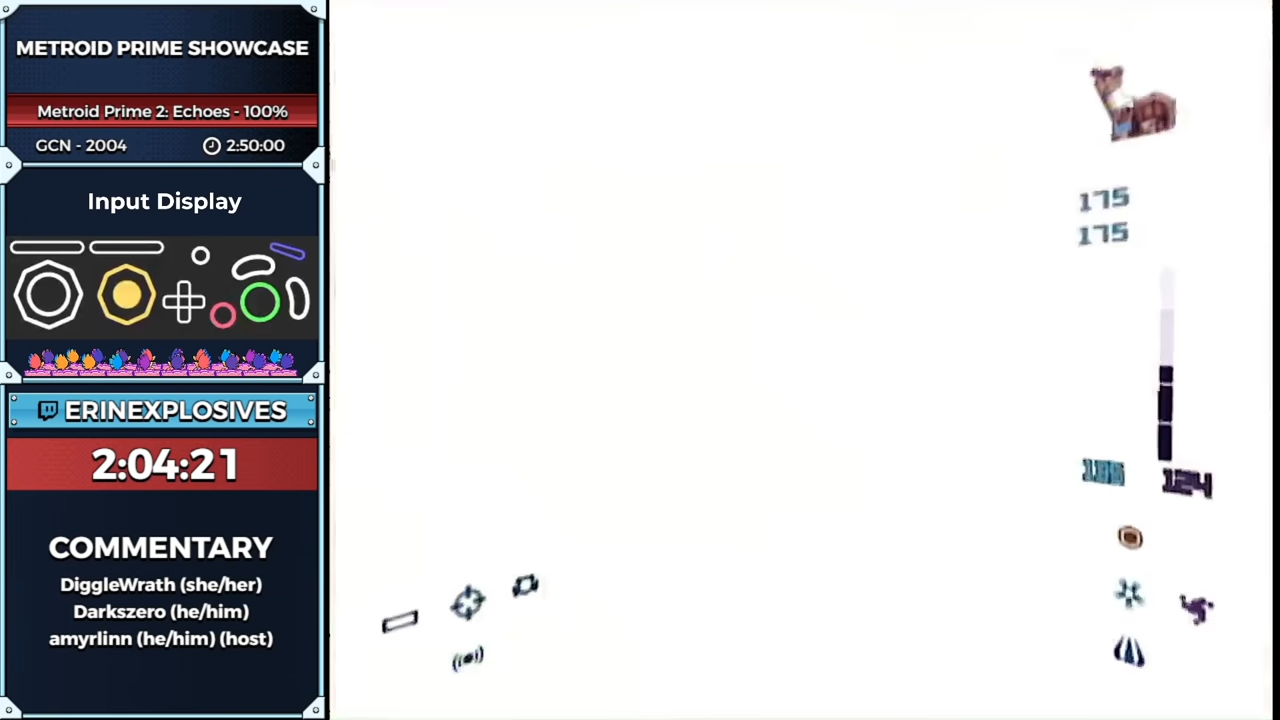 METROID PRIME SHOWCASE
Metroid Prime 2: Echoes - 100%
GCN - 2004 2:50:00
Input Display
ERINEXPLOSIVES
2:04:21
COMMENTARY
DiggleWrath (she/her)
Darkszero (he/him)
amyrlinn (he/him) (host)
175
175
124